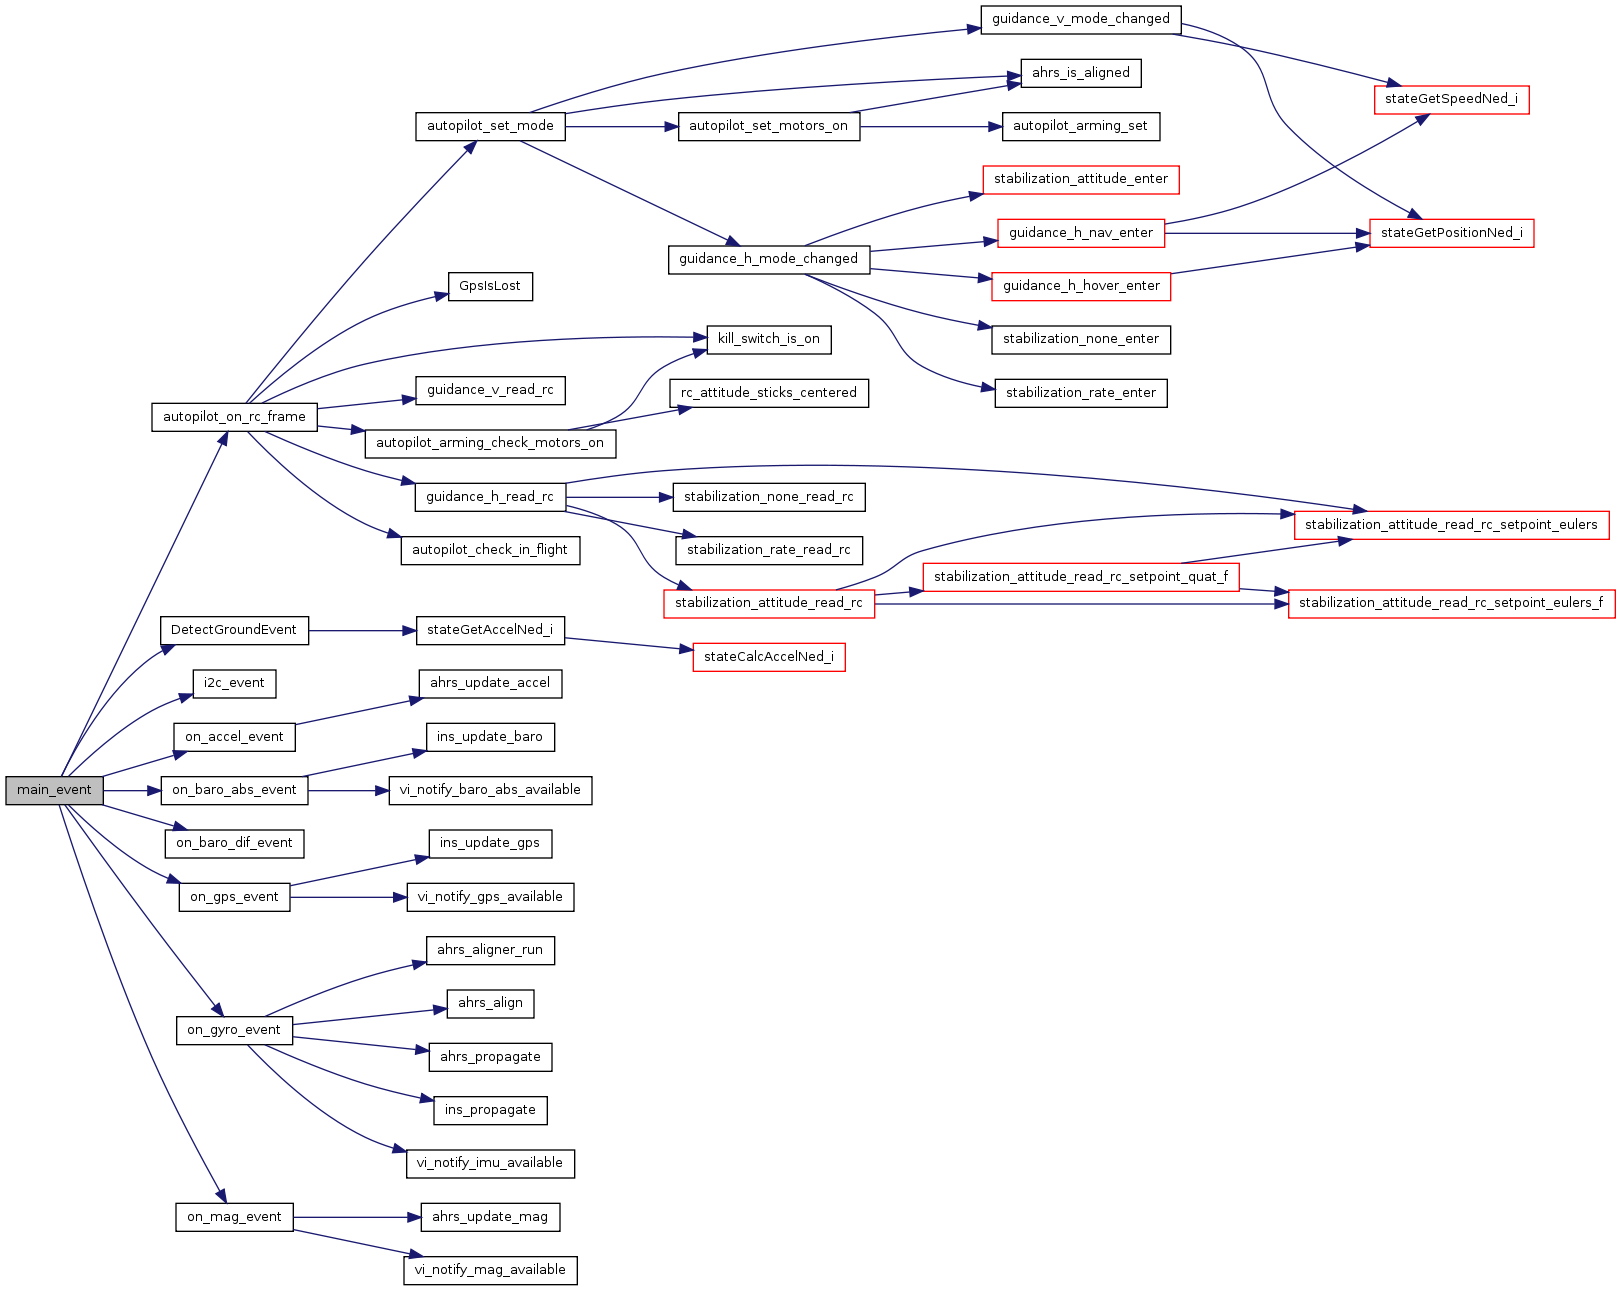 guidance_v_mode_changed
ahrs_is_aligned
stateGetSpeedNed_i
autopilot_set_mode
autopilot_set_motors_on
autopilot_arming_set
stabilization_attitude_enter
guidance_h_nav_enter
stateGetPositionNed_i
guidance_h_mode_changed
GpsIsLost
guidance_h_hover_enter
kill_switch_is_on
stabilization_none_enter
guidance_v_read_rc
rc_attitude_sticks_centered
stabilization_rate_enter
autopilot_on_rc_frame
autopilot_arming_check_motors_on
guidance_h_read_rc
stabilization_none_read_rc
stabilization_attitude_read_rc_setpoint_eulers
autopilot_check_in_flight
stabilization_rate_read_rc
stabilization_attitude_read_rc_setpoint_quat_f
stabilization_attitude_read_rc
stabilization_attitude_read_rc_setpoint_eulers_f
DetectGroundEvent
stateGetAccelNed_i
stateCalcAccelNed_i
i2c_event
ahrs_update_accel
on_accel_event
ins_update_baro
main_event
on_baro_abs_event
vi_notify_baro_abs_available
on_baro_dif_event
ins_update_gps
on_gps_event
vi_notify_gps_available
ahrs_aligner_run
ahrs_align
on_gyro_event
ahrs_propagate
ins_propagate
vi_notify_imu_available
on_mag_event
ahrs_update_mag
vi_notify_mag_available